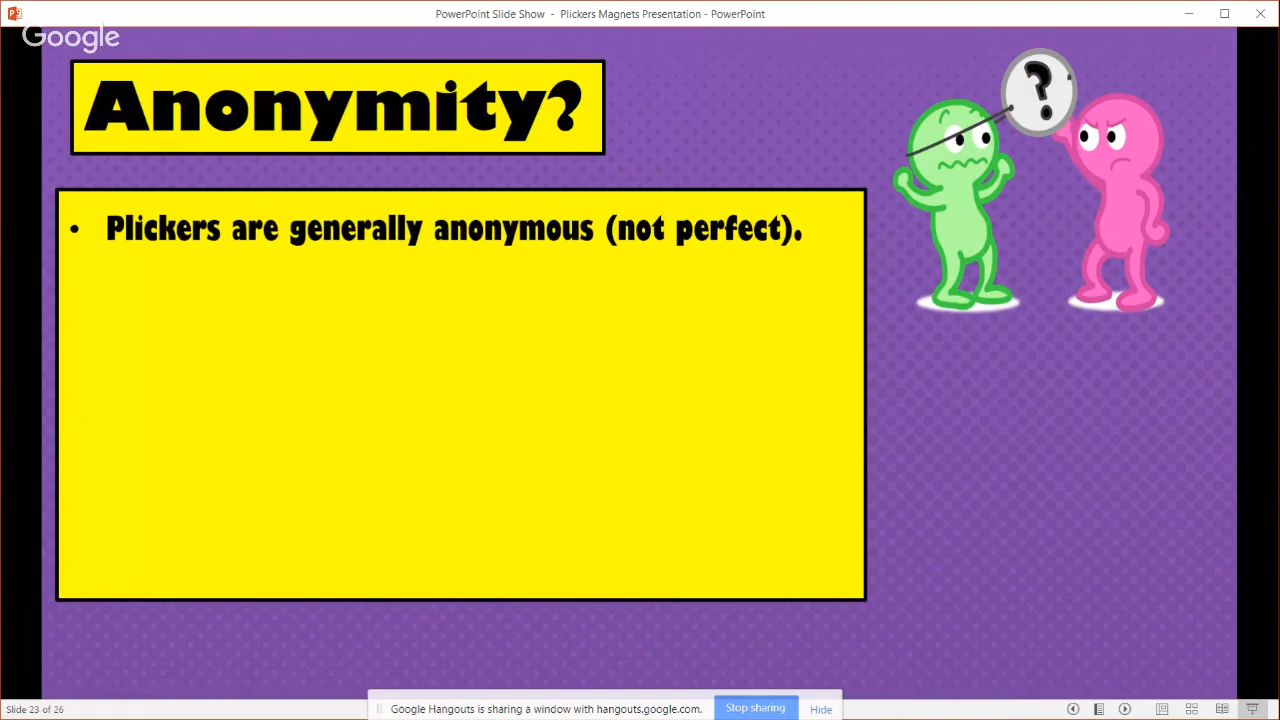 PowerPoint Slide Show - Plickers Magnets Presentation - PowerPoint
Google
Anonymity?
?
• Plickers are generally anonymous (not perfect).
Slide 23 of 26
Google Hangouts is sharing a window with hangouts.google.com.
Stop sharing
Hide